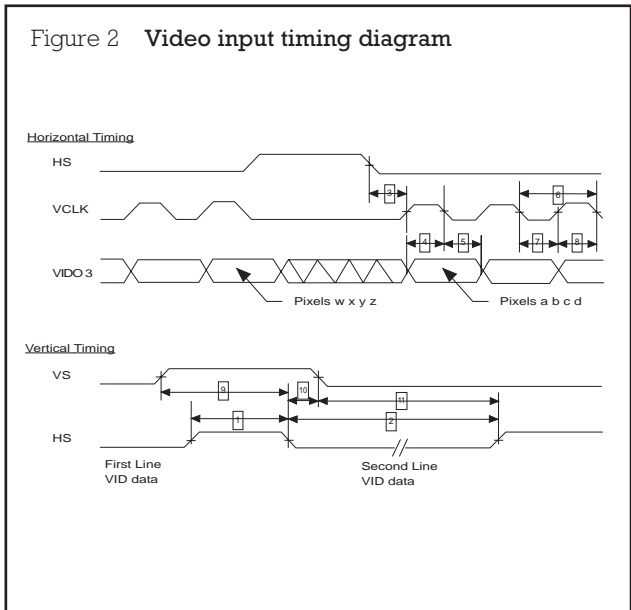 Figure 2 Video input timing diagram
Horizontal Timing
HS
3
6
VCLK
4
5
7
8
VIDO 3
Pixels w x y z
Pixels a b c d
Vertical Timing
VS
9
10
11
1
2
HS
First Line
VID data
Second Line
VID data